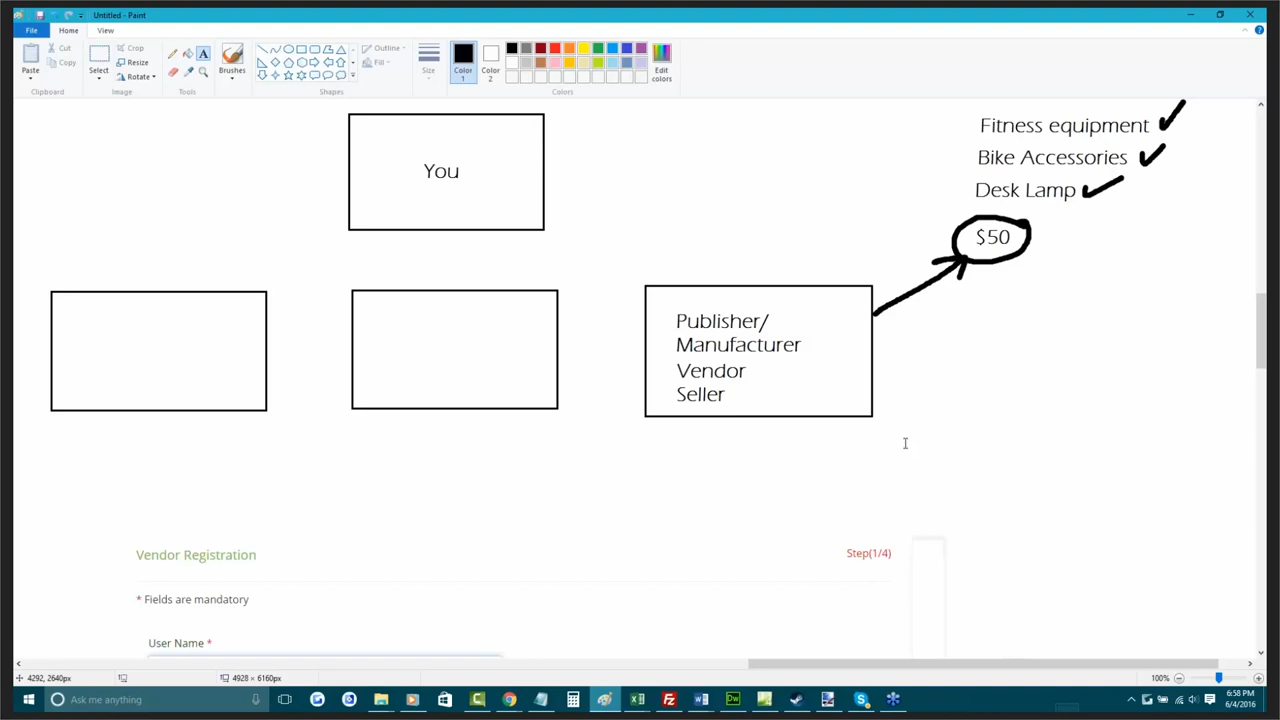 Untitled - Paint
File
Home
View
Paste
Cut
Copy
Clipboard
Select
Crop
Resize
Rotate
Image
A
Tools
Brushes
Outline
Fill
Shapes
Size
Color
1
Color
2
Edit
colors
Colors
Fitness equipment
Bike Accessories
Desk Lamp
$50
You
Publisher/
Manufacturer
Vendor
Seller
Vendor Registration
Step(1/4)
* Fields are mandatory
User Name *
4292, 2640px
4928 × 6160px
100%
Ask me anything
6:58 PM
6/4/2016